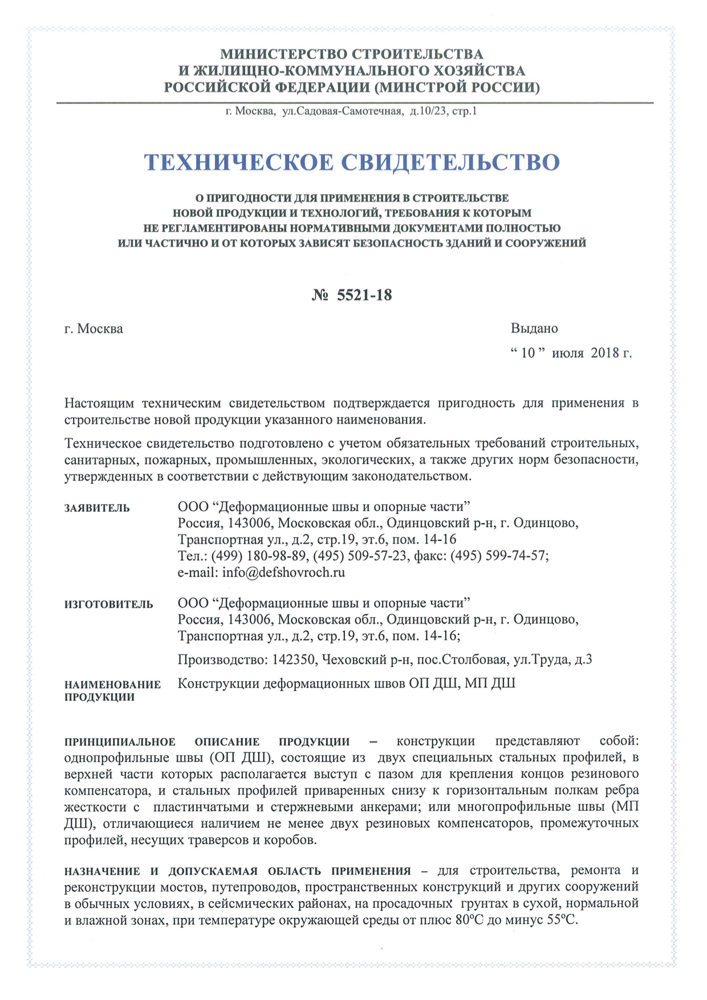 МИНИСТЕРСТВО СТРОИТЕЛЬСТВА
И ЖИЛИЩНО-КОММУНАЛЬНОГО ХОЗЯЙСТВА
РОССИЙСКОЙ ФЕДЕРАЦИИ (МИНСТРОЙ РОССИИ)
г. Москва, ул.Садовая-Самотечная, д.10/23, стр.1
ТЕХНИЧЕСКОЕ СВИДЕТЕЛЬСТВО
О ПРИГОДНОСТИ ДЛЯ ПРИМЕНЕНИЯ В СТРОИТЕЛЬСТВЕ
НОВОЙ ПРОДУКЦИИ И ТЕХНОЛОГИЙ, ТРЕБОВАНИЯ К КОТОРЫМ
НЕ РЕГЛАМЕНТИРОВАНЫ НОРМАТИВНЫМИ ДОКУМЕНТАМИ ПОЛНОСТЬЮ
ИЛИ ЧАСТИЧНО И ОТ КОТОРЫХ ЗАВИСЯТ БЕЗОПАСНОСТЬ ЗДАНИЙ И СООРУЖЕНИЙ
№ 5521-18
г. Москва Выдано
“ 10 ” июля 2018 г.
Настоящим техническим свидетельством подтверждается пригодность для применения в
строительстве новой продукции указанного наименования.
Техническое свидетельство подготовлено с учетом обязательных требований строительных,
санитарных, пожарных, промышленных, экологических, а также других норм безопасности,
утвержденных в соответствии с действующим законодательством.
ЗАЯВИТЕЛЬ ООО “Деформационные швы и опорные части”
Россия, 143006, Московская обл., Одинцовский р-н, г. Одинцово,
Транспортная ул., д.2, стр.19, эт.6, пом. 14-16
Тел.: (499) 180-98-89, (495) 509-57-23, факс: (495) 599-74-57;
e-mail: info@defshovroch.ru
ИЗГОТОВИТЕЛЬ ООО “Деформационные швы и опорные части”
Россия, 143006, Московская обл., Одинцовский р-н, г. Одинцово,
Транспортная ул., д.2, стр.19, эт.6, пом. 14-16;
Производство: 142350, Чеховский р-н, пос.Столбовая, ул.Труда, д.3
НАИМЕНОВАНИЕ Конструкции деформационных швов ОП ДШ, МП ДШ
ПРОДУКЦИИ
ПРИНЦИПИАЛЬНОЕ ОПИСАНИЕ ПРОДУКЦИИ – конструкции представляют собой:
однопрофильные швы (ОП ДШ), состоящие из двух специальных стальных профилей, в
верхней части которых располагается выступ с пазом для крепления концов резинового
компенсатора, и стальных профилей приваренных снизу к горизонтальным полкам ребра
жесткости с пластинчатыми и стержневыми анкерами; или многопрофильные швы (МП
ДШ), отличающиеся наличием не менее двух резиновых компенсаторов, промежуточных
профилей, несущих траверсов и коробов.
НАЗНАЧЕНИЕ И ДОПУСКАЕМАЯ ОБЛАСТЬ ПРИМЕНЕНИЯ – для строительства, ремонта и
реконструкции мостов, путепроводов, пространственных конструкций и других сооружений
в обычных условиях, в сейсмических районах, на просадочных грунтах в сухой, нормальной
и влажной зонах, при температуре окружающей среды от плюс 80ºС до минус 55ºС.